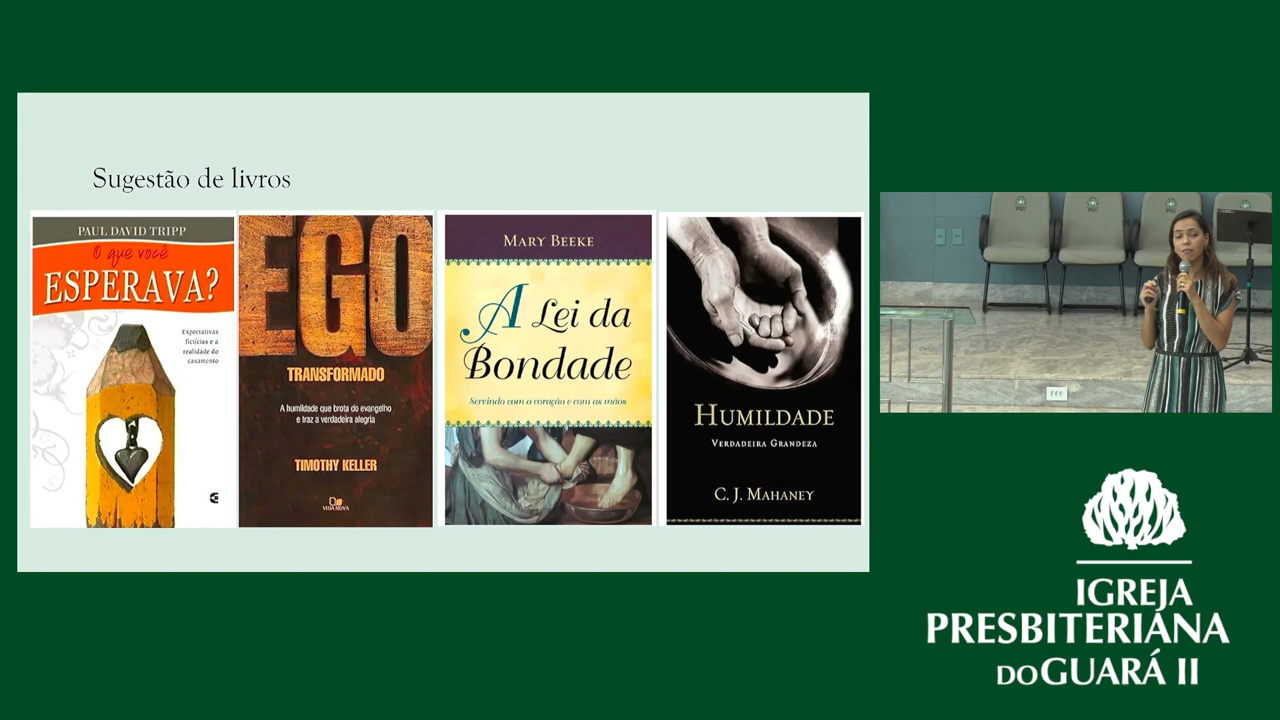 Sugestão de livros
PAUL DAVID TRIPP
O que você
ESPERAVA?
Expectativas
fictícias e a
realidade do
casamento
EGO
TRANSFORMADO
A humildade que brota do evangelho
e traz a verdadeira alegria
TIMOTHY KELLER
VIDA NOVA
MARY BEEKE
A Lei da
Bondade
Servindo com o coração e com as mãos
HUMILDADE
VERDADEIRA GRANDEZA
C. J. MAHANEY
IGREJA
PRESBITERIANA
DO GUARÁ II